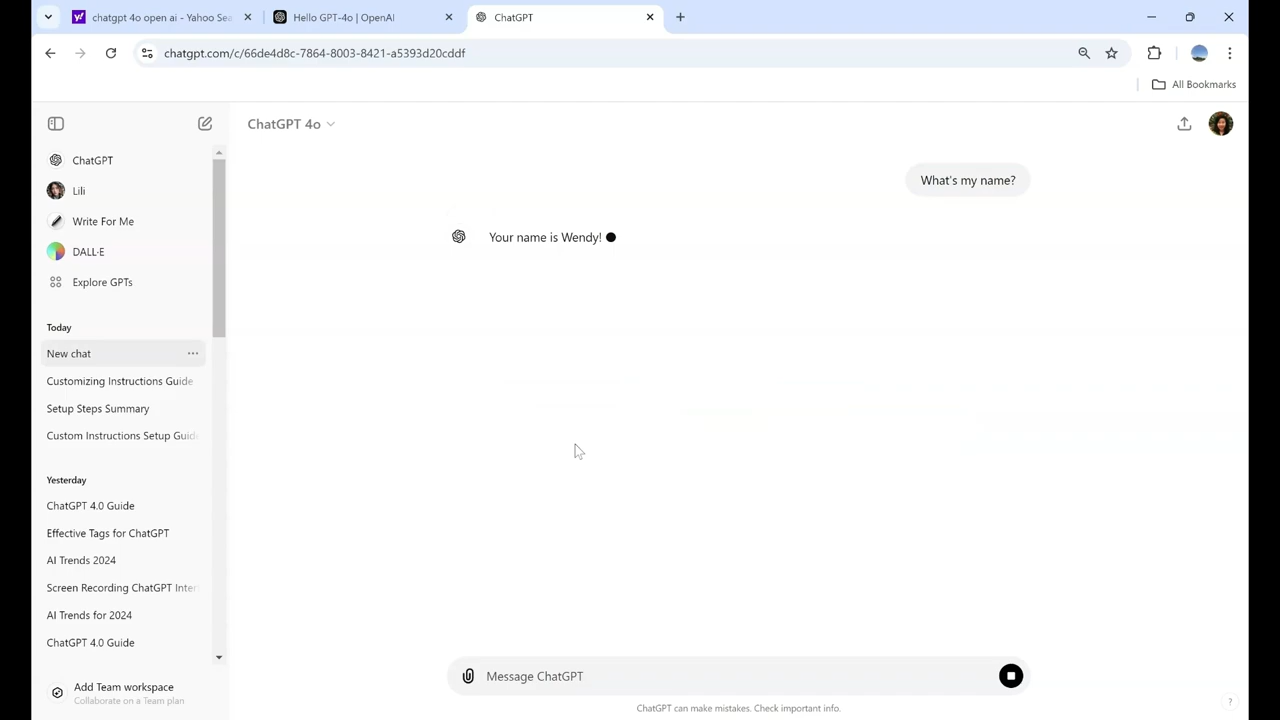 chatgpt 4o open ai - Yahoo Sea
Hello GPT-4o | OpenAI
ChatGPT
chatgpt.com/c/66de4d8c-7864-8003-8421-a5393d20cddf
All Bookmarks
ChatGPT 4o
ChatGPT
Lili
Write For Me
DALL·E
Explore GPTs
Today
New chat
Customizing Instructions Guide
Setup Steps Summary
Custom Instructions Setup Guid
Yesterday
ChatGPT 4.0 Guide
Effective Tags for ChatGPT
AI Trends 2024
Screen Recording ChatGPT Inter
AI Trends for 2024
ChatGPT 4.0 Guide
Add Team workspace
Collaborate on a Team plan
What's my name?
Your name is Wendy!
Message ChatGPT
ChatGPT can make mistakes. Check important info.
?